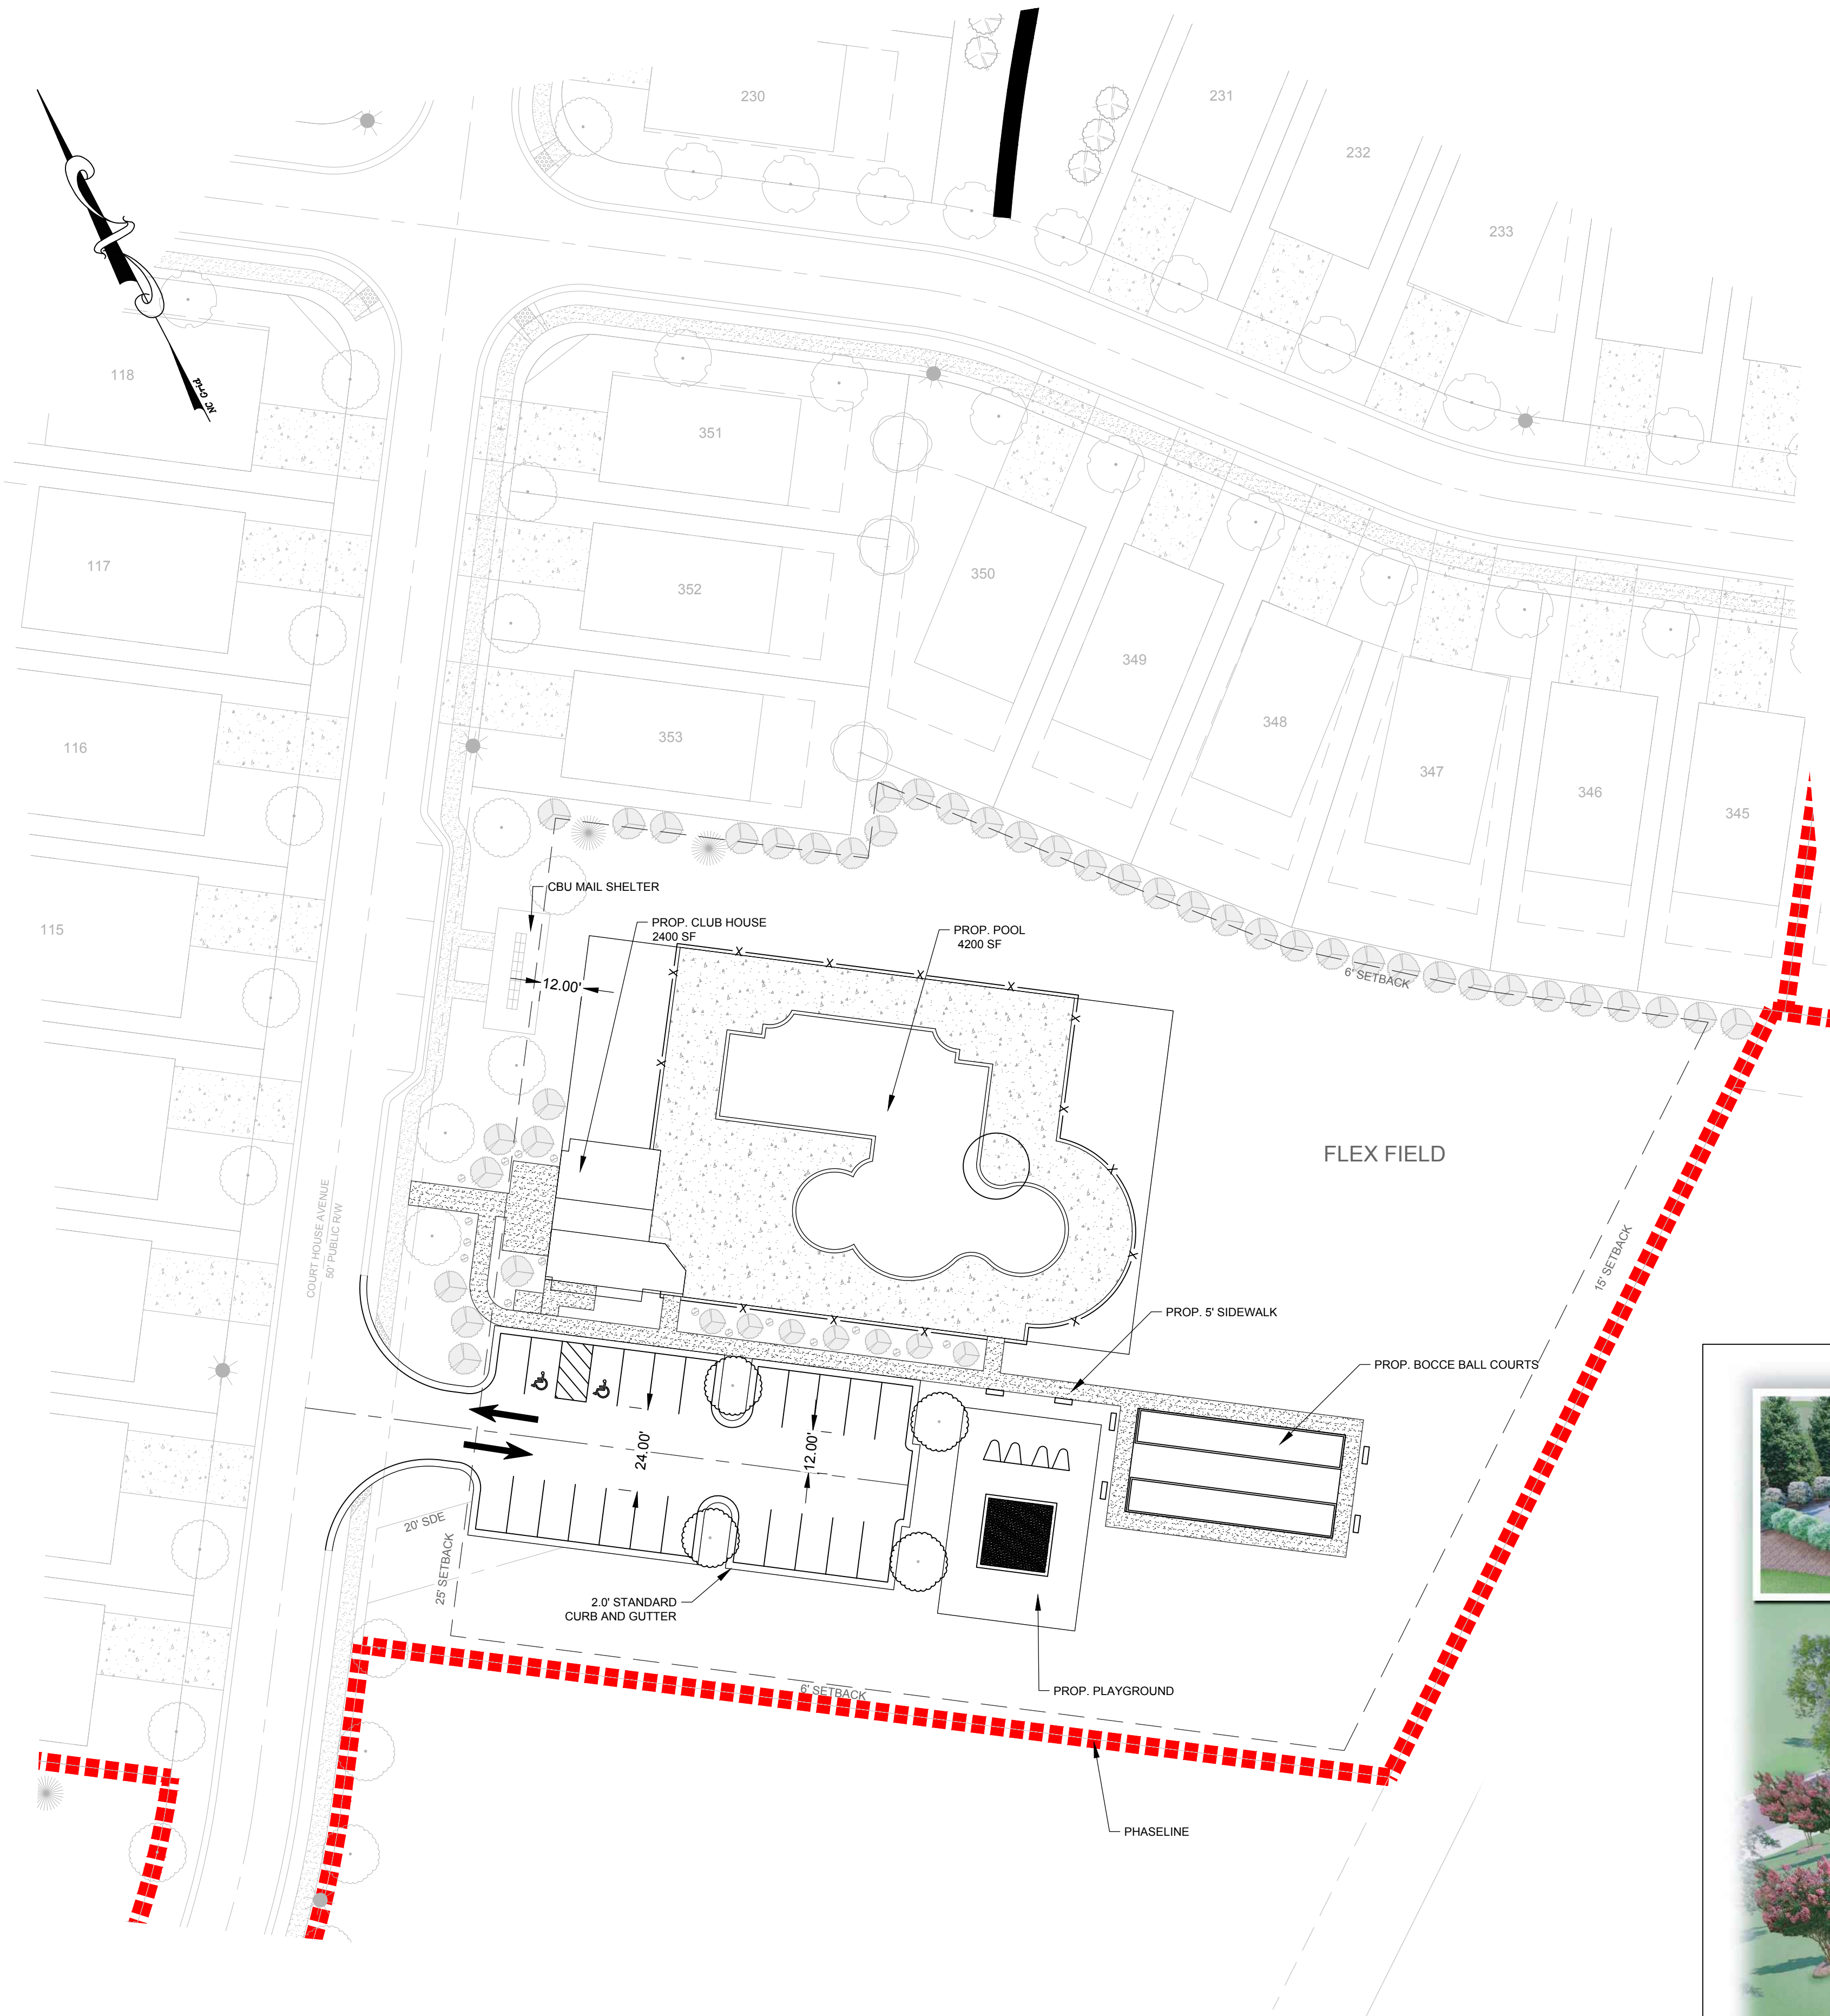 230
231
232
233
NC Grid
118
351
117
352
350
349
116
353
348
347
346
345
CBU MAIL SHELTER
PROP. CLUB HOUSE
2400 SF
PROP. POOL
4200 SF
115
6' SETBACK
12.00'
X X X X X X X X X X X X X X
FLEX FIELD
COURT HOUSE AVENUE
50' PUBLIC R/W
15' SETBACK
PROP. 5' SIDEWALK
PROP. BOCCE BALL COURTS
24.00'
12.00'
20' SDE
25' SETBACK
2.0' STANDARD
CURB AND GUTTER
6' SETBACK
PROP. PLAYGROUND
PHASELINE